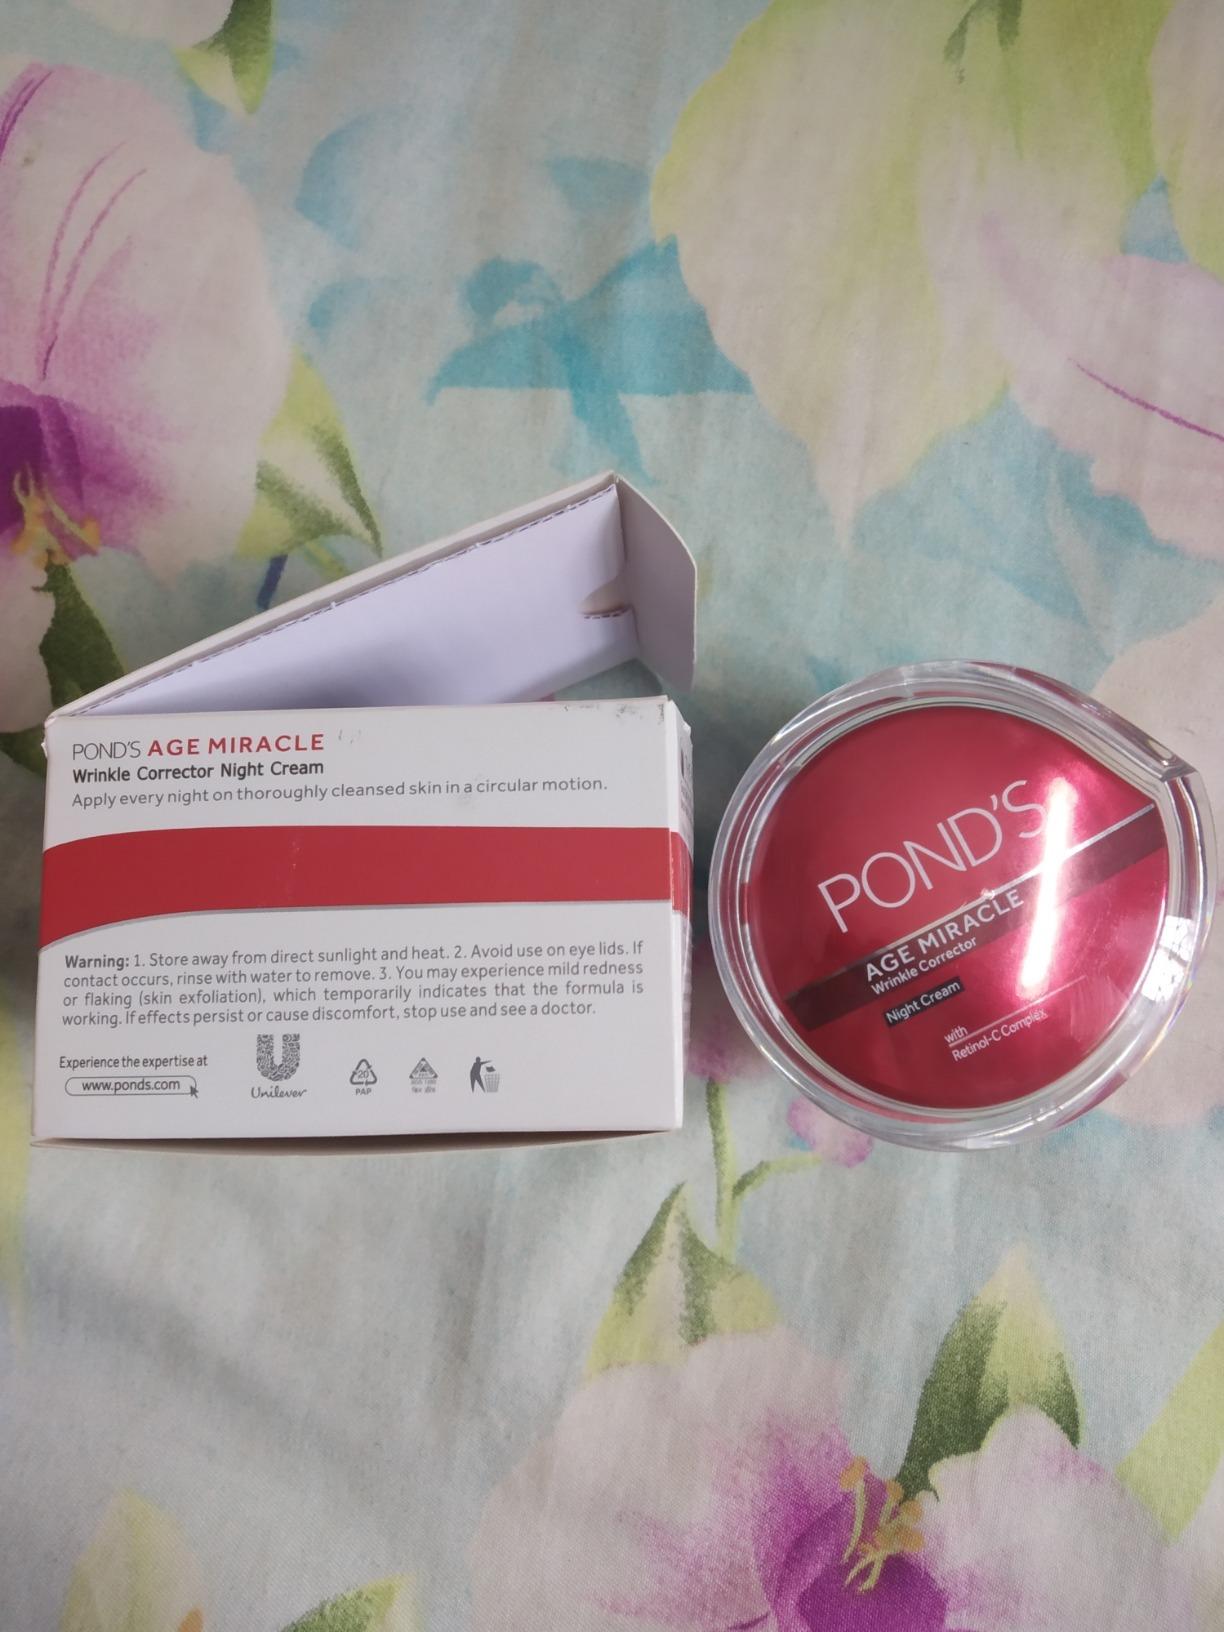 POND'S AGE MIRACLE
Wrinkle Corrector Night Cream
Apply every night on thoroughly cleansed skin in a circular motion.
Warning: 1. Store away from direct sunlight and heat. 2. Avoid use on eye lids. If
contact occurs, rinse with water to remove. 3. You may experience mild redness
or flaking (skin exfoliation), which temporarily indicates that the formula is
working. If effects persist or cause discomfort, stop use and see a doctor.
Experience the expertise at
www.ponds.com
Unilever
20
PAP
POND'S
AGE MIRACLE
Wrinkle Corrector
Night Cream
with
Retinol-C Complex